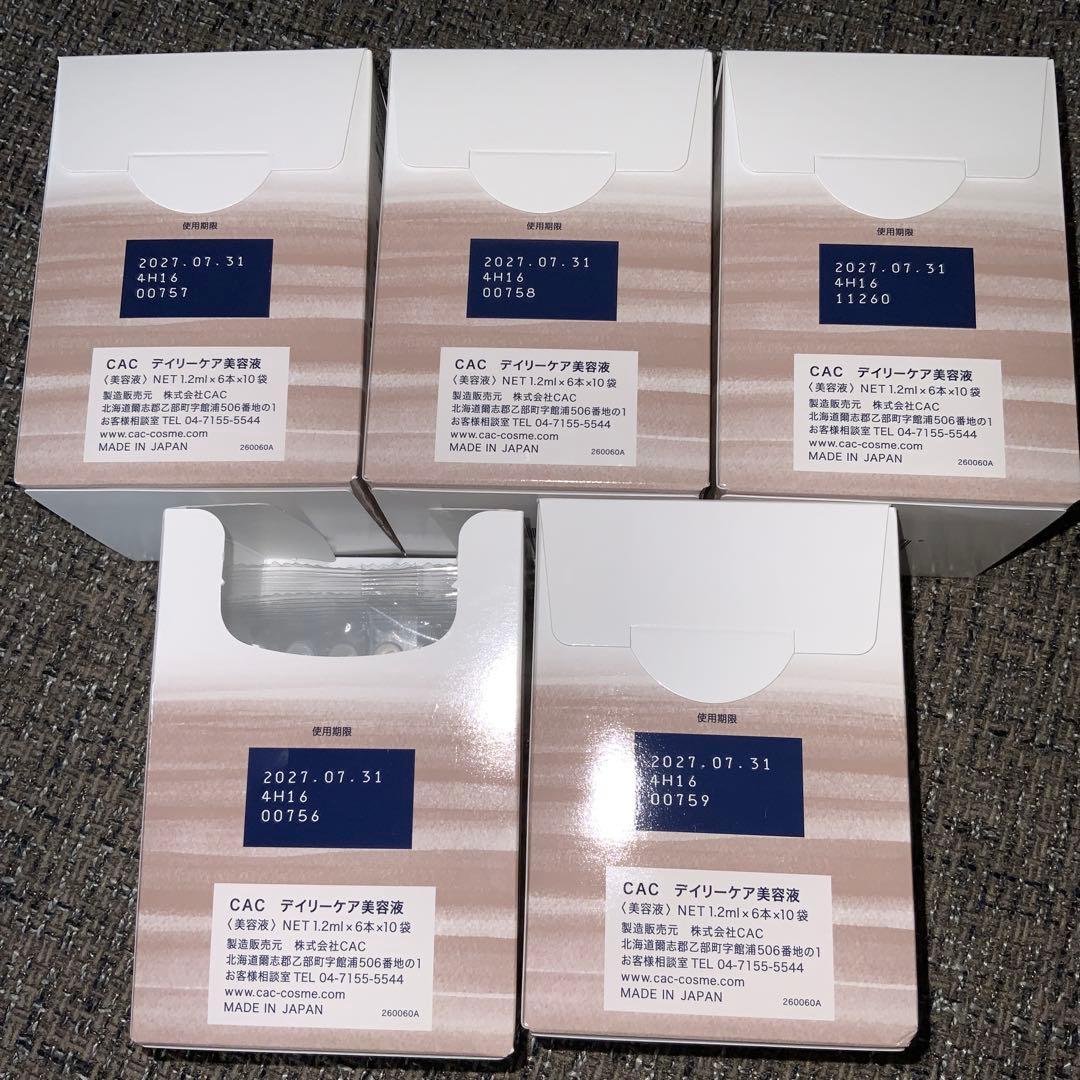 使用期限
2027.07.31
4H16
00757
CAC デイリーケア美容液
〈美容液〉NET 1.2ml×6本×10袋
製造販売元 株式会社CAC
北海道爾志郡乙部町字館浦506番地の1
お客様相談室 TEL 04-7155-5544
www.cac-cosme.com
MADE IN JAPAN 260060A
使用期限
2027.07.31
4H16
00758
CAC デイリーケア美容液
〈美容液〉NET 1.2ml×6本×10袋
製造販売元 株式会社CAC
北海道爾志郡乙部町字館浦506番地の1
お客様相談室 TEL 04-7155-5544
www.cac-cosme.com
MADE IN JAPAN 260060A
使用期限
2027.07.31
4H16
11260
CAC デイリーケア美容液
〈美容液〉NET 1.2ml×6本×10袋
製造販売元 株式会社CAC
北海道爾志郡乙部町字館浦506番地の1
お客様相談室 TEL 04-7155-5544
www.cac-cosme.com
MADE IN JAPAN 260060A
使用期限
2027.07.31
4H16
00756
CAC デイリーケア美容液
〈美容液〉NET 1.2ml×6本×10袋
製造販売元 株式会社CAC
北海道爾志郡乙部町字館浦506番地の1
お客様相談室 TEL 04-7155-5544
www.cac-cosme.com
MADE IN JAPAN 260060A
使用期限
2027.07.31
4H16
00759
CAC デイリーケア美容液
〈美容液〉NET 1.2ml×6本×10袋
製造販売元 株式会社CAC
北海道爾志郡乙部町字館浦506番地の1
お客様相談室 TEL 04-7155-5544
www.cac-cosme.com
MADE IN JAPAN 260060A